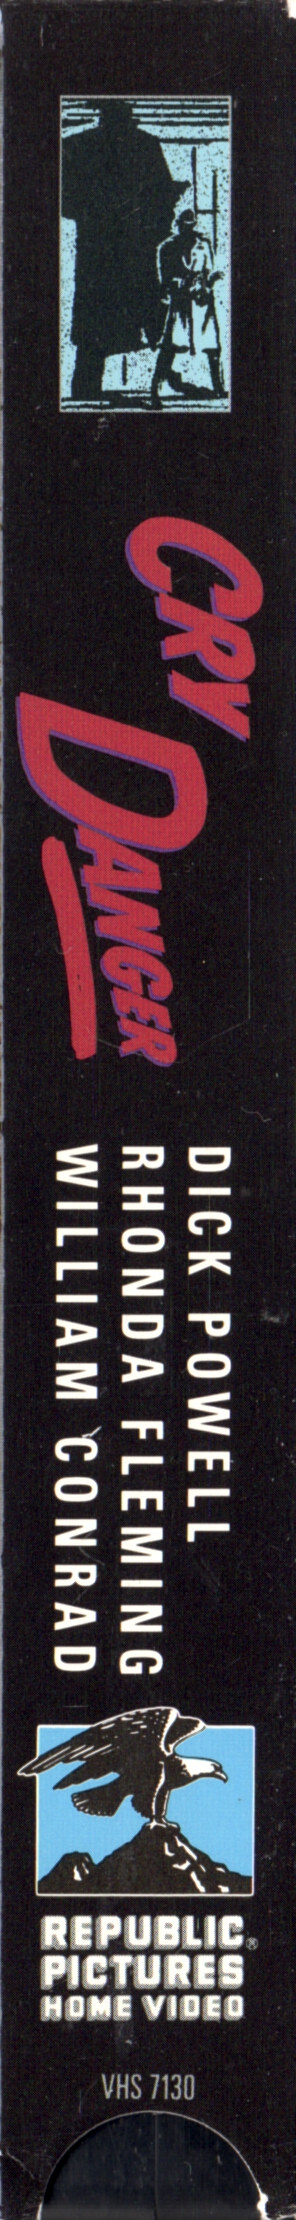 CRY
DANGER
DICK POWELL
RHONDA FLEMING
WILLIAM CONRAD
REPUBLIC®
PICTURES
HOME VIDEO
VHS 7130